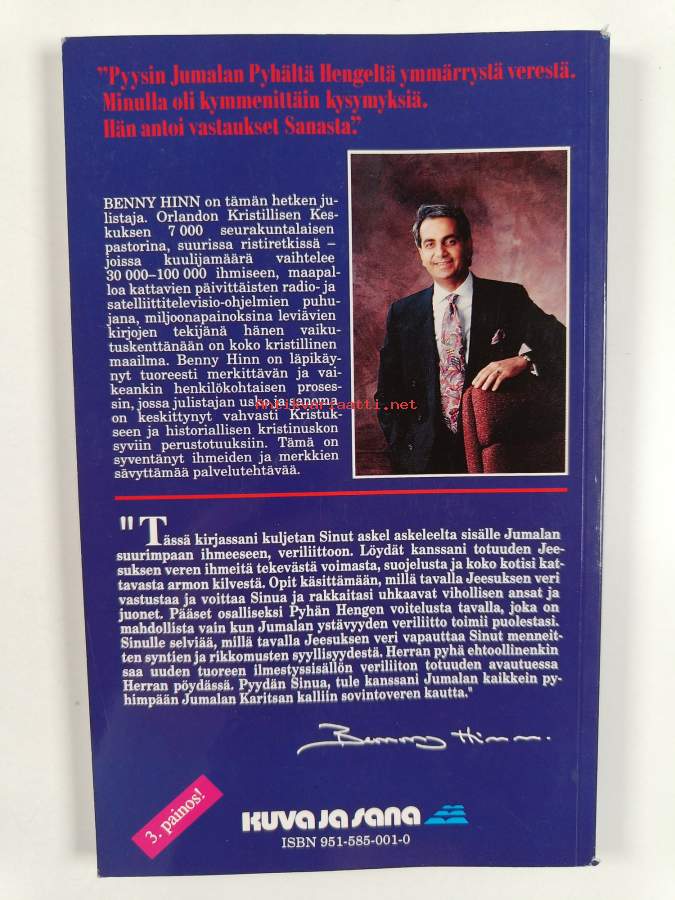 "Pyysin Jumalan Pyhältä Hengeltä ymmärrystä verestä.
Minulla oli kymmenittäin kysymyksiä.
Hän antoi vastaukset Sanasta."
BENNY HINN on tämän hetken ju-
listaja. Orlandon Kristillisen Kes-
kuksen 7 000 seurakuntalaisen
pastorina, suurissa ristiretkissä –
joissa kuulijamäärä vaihtelee
30 000–100 000 ihmiseen, maapal-
loa kattavien päivittäisten radio- ja
satelliittitelevisio-ohjelmien puhu-
jana, miljoonapainoksina leviävien
kirjojen tekijänä hänen vaiku-
tuskenttänään on koko kristillinen
maailma. Benny Hinn on läpikäy-
nyt tuoreesti merkittävän ja vai-
keankin henkilökohtaisen proses-
sin, jossa julistajan usko ja sanoma
on keskittynyt vahvasti Kristuk-
seen ja historiallisen kristinuskon
syviin perustotuuksiin. Tämä on
syventänyt ihmeiden ja merkkien
sävyttämää palvelutehtävää.
Antikvariaatti.net
"Tässä kirjassani kuljetan Sinut askel askeleelta sisälle Jumalan
suurimpaan ihmeeseen, veriliittoon. Löydät kanssani totuuden Jee-
suksen veren ihmeitä tekevästä voimasta, suojelusta ja koko kotisi kat-
tavasta armon kilvestä. Opit käsittämään, millä tavalla Jeesuksen veri
vastustaa ja voittaa Sinua ja rakkaitasi uhkaavat vihollisen ansat ja
juonet. Pääset osalliseksi Pyhän Hengen voitelusta tavalla, joka on
mahdollista vain kun Jumalan ystävyyden veriliitto toimii puolestasi.
Sinulle selviää, millä tavalla Jeesuksen veri vapauttaa Sinut menneit-
ten syntien ja rikkomusten syyllisyydestä. Herran pyhä ehtoollinenkin
saa uuden tuoreen ilmestyssisällön veriliiton totuuden avautuessa
Herran pöydässä. Pyydän Sinua, tule kanssani Jumalan kaikkein py-
himpään Jumalan Karitsan kalliin sovintoveren kautta."
Benny Hinn.
3. painos!
KUVA JA SANA
ISBN 951-585-001-0